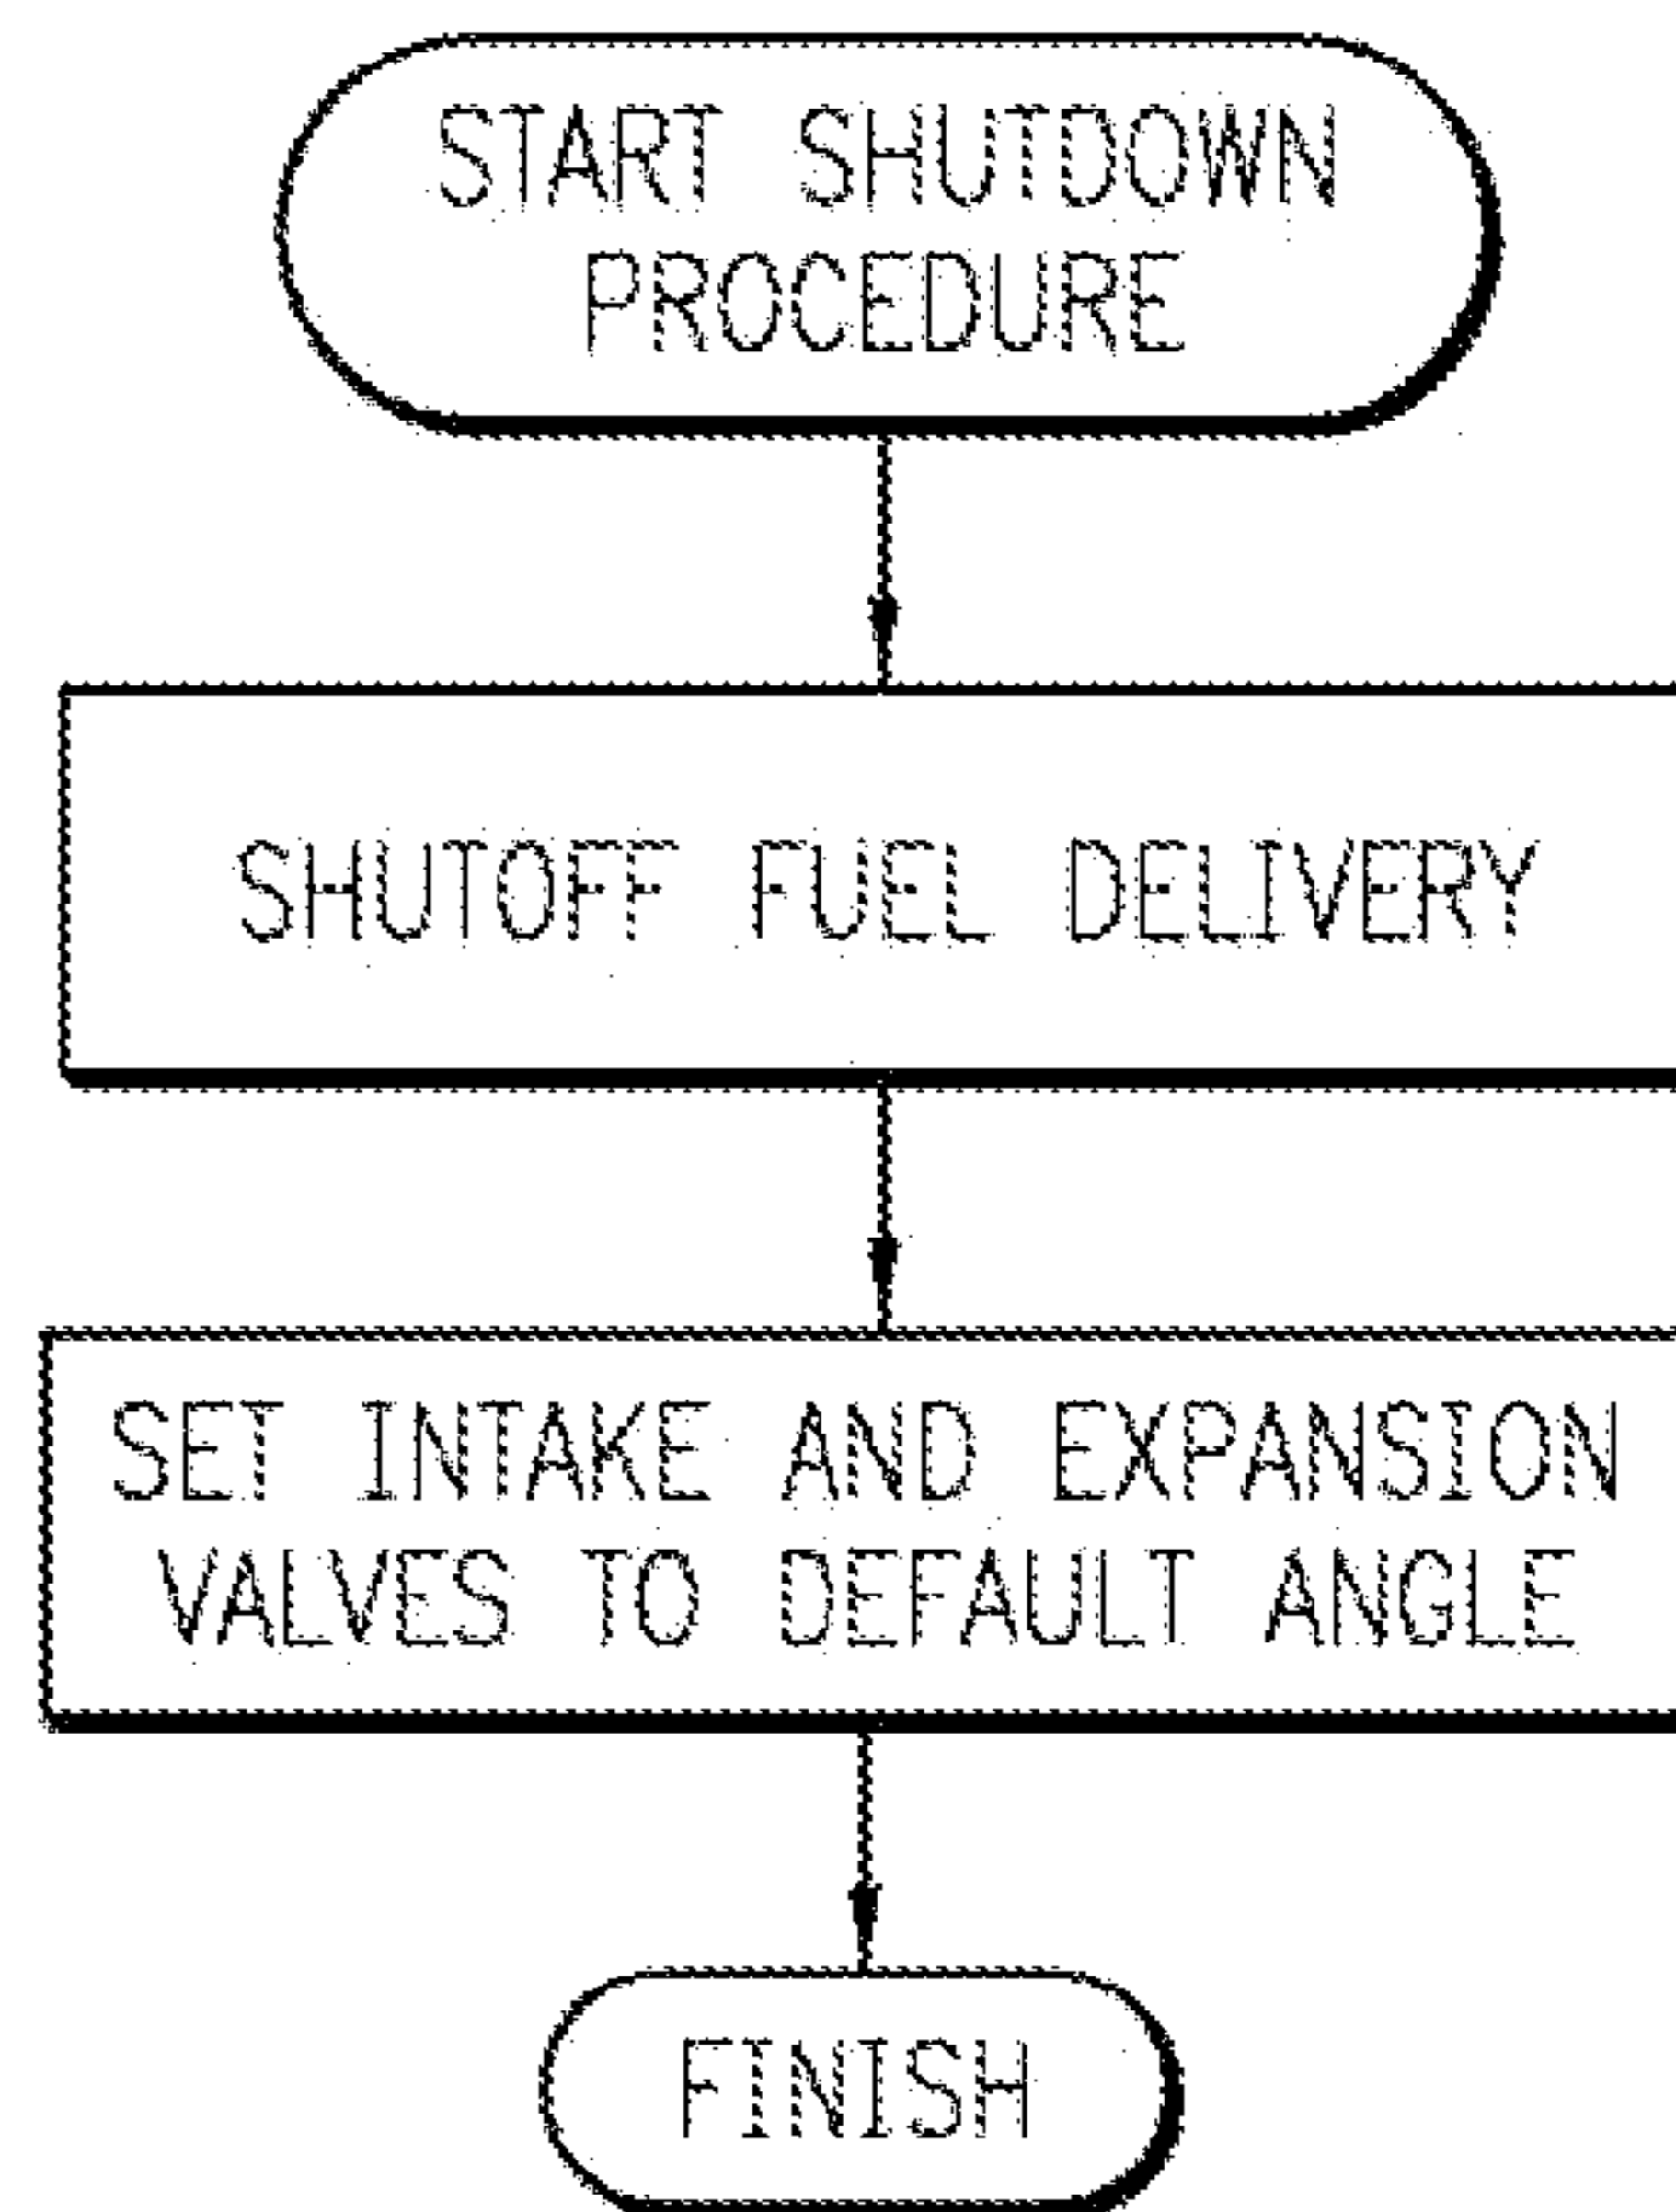 START SHUTDOWN
PROCEDURE
SHUTOFF FUEL DELIVERY
SET INTAKE AND EXPANSION
VALVES TO DEFAULT ANGLE
FINISH